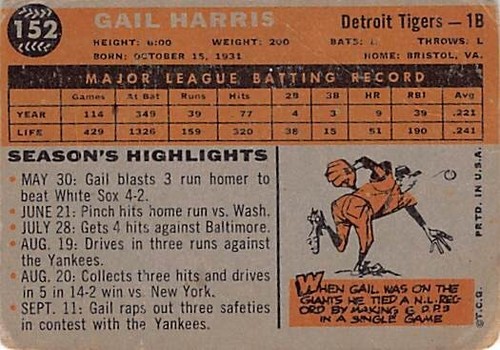 152
GAIL HARRIS
Detroit Tigers — 1B
HEIGHT: 6:00 WEIGHT: 200 BATS: L THROWS: L
BORN: OCTOBER 15, 1931 HOME: BRISTOL, VA.
MAJOR LEAGUE BATTING RECORD
Games At Bat Runs Hits 2B 3B HR RBI Avg.
YEAR 114 349 39 77 4 3 9 39 .221
LIFE 429 1326 159 320 38 15 51 190 .241
SEASON'S HIGHLIGHTS
• MAY 30: Gail blasts 3 run homer to
beat White Sox 4-2.
• JUNE 21: Pinch hits home run vs. Wash.
• JULY 28: Gets 4 hits against Baltimore.
• AUG. 19: Drives in three runs against
the Yankees.
• AUG. 20: Collects three hits and drives
in 5 in 14-2 win vs. New York.
• SEPT. 11: Gail raps out three safeties
in contest with the Yankees.
WHEN GAIL WAS ON THE
GIANTS HE TIED A N.L. REC-
ORD BY MAKING 6 D.P.S
IN A SINGLE GAME
©T.C.G. PRTD. IN U.S.A.